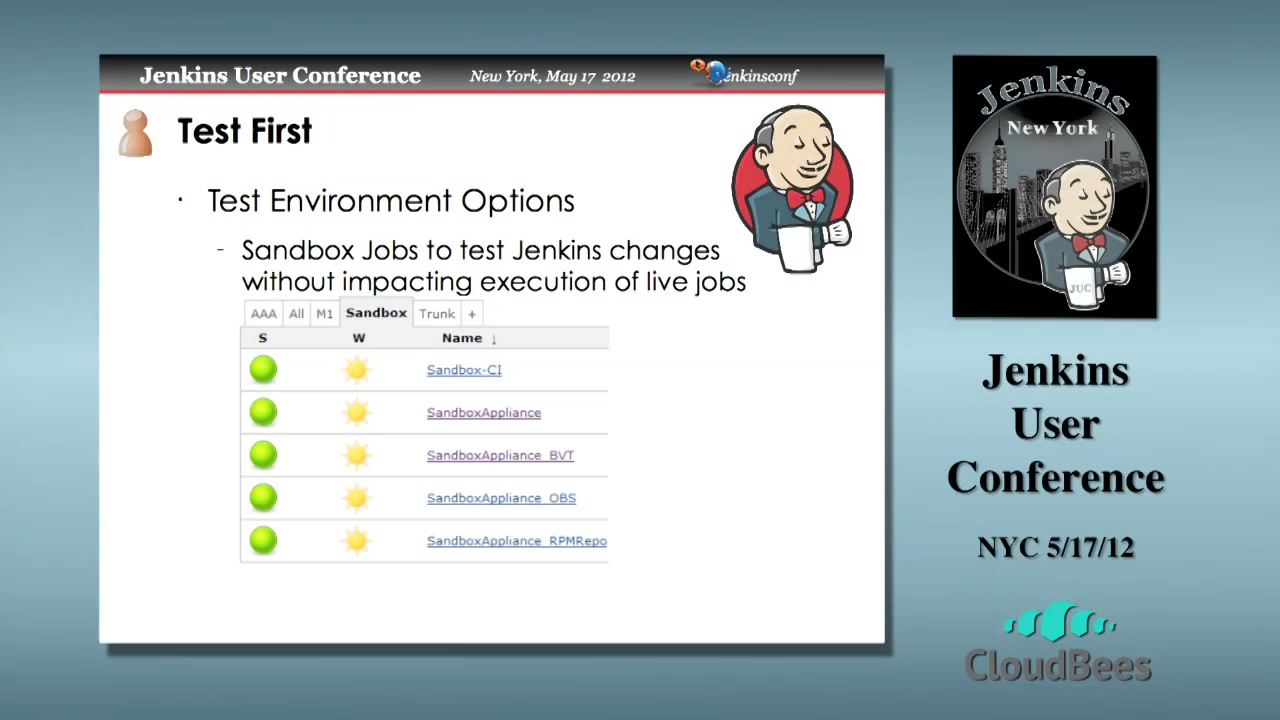 Jenkins User Conference New York, May 17 2012 jenkinsconf
Test First
• Test Environment Options
- Sandbox Jobs to test Jenkins changes
without impacting execution of live jobs
AAA All M1 Sandbox Trunk +
S W Name ↓
Sandbox-CI
SandboxAppliance
SandboxAppliance_BVT
SandboxAppliance_OBS
SandboxAppliance_RPMRepo
Jenkins
New York
JUC
Jenkins
User
Conference
NYC 5/17/12
CloudBees